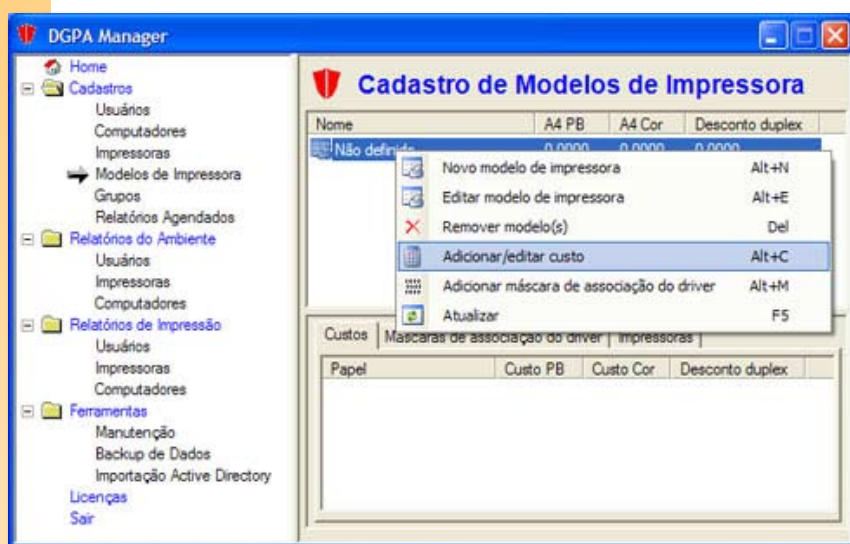 DGPA Manager
Home
Cadastros
Usuários
Computadores
Impressoras
Modelos de Impressora
Grupos
Relatórios Agendados
Relatórios do Ambiente
Usuários
Impressoras
Computadores
Relatórios de Impressão
Usuários
Impressoras
Computadores
Ferramentas
Manutenção
Backup de Dados
Importação Active Directory
Licenças
Sair
Cadastro de Modelos de Impressora
Nome A4 PB A4 Cor Desconto duplex
Não definido 0,0000 0,0000 0,0000
Novo modelo de impressora Alt+N
Editar modelo de impressora Alt+E
Remover modelo(s) Del
Adicionar/editar custo Alt+C
Adicionar máscara de associação do driver Alt+M
Atualizar F5
Custos Máscaras de associação do driver Impressoras
Papel Custo PB Custo Cor Desconto duplex